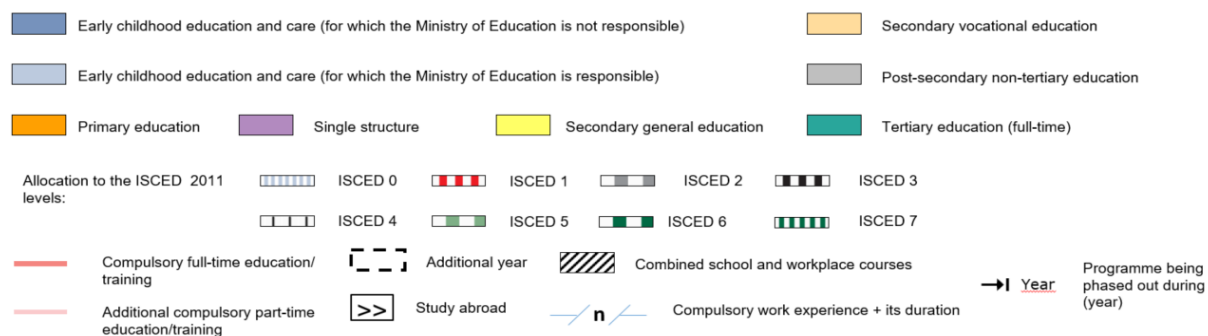 Early childhood education and care (for which the Ministry of Education is not responsible)
Secondary vocational education
Early childhood education and care (for which the Ministry of Education is responsible)
Post-secondary non-tertiary education
Primary education
Single structure
Secondary general education
Tertiary education (full-time)
Allocation to the ISCED 2011
levels:
ISCED 0
ISCED 1
ISCED 2
ISCED 3
ISCED 4
ISCED 5
ISCED 6
ISCED 7
Compulsory full-time education/
training
Additional year
Combined school and workplace courses
Year
Programme being
phased out during
(year)
Additional compulsory part-time
education/training
>>
Study abroad
n
Compulsory work experience + its duration